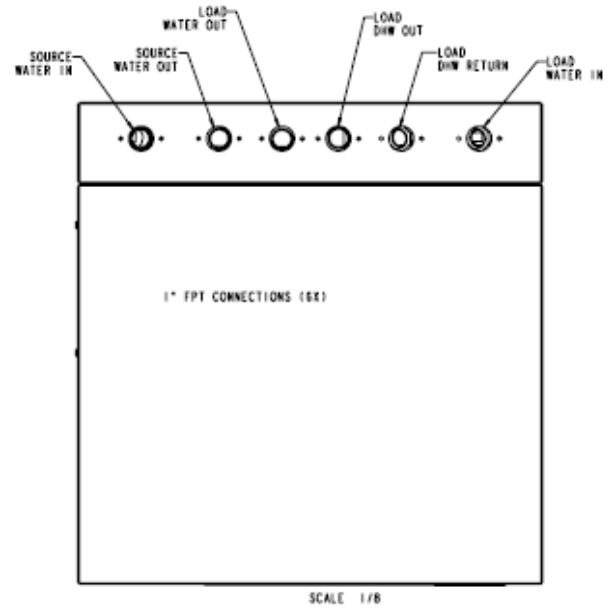 LOAD
WATER OUT
LOAD
DHW OUT
SOURCE
WATER IN
SOURCE
WATER OUT
LOAD
DHW RETURN
LOAD
WATER IN
1" FPT CONNECTIONS (6X)
SCALE 1/8